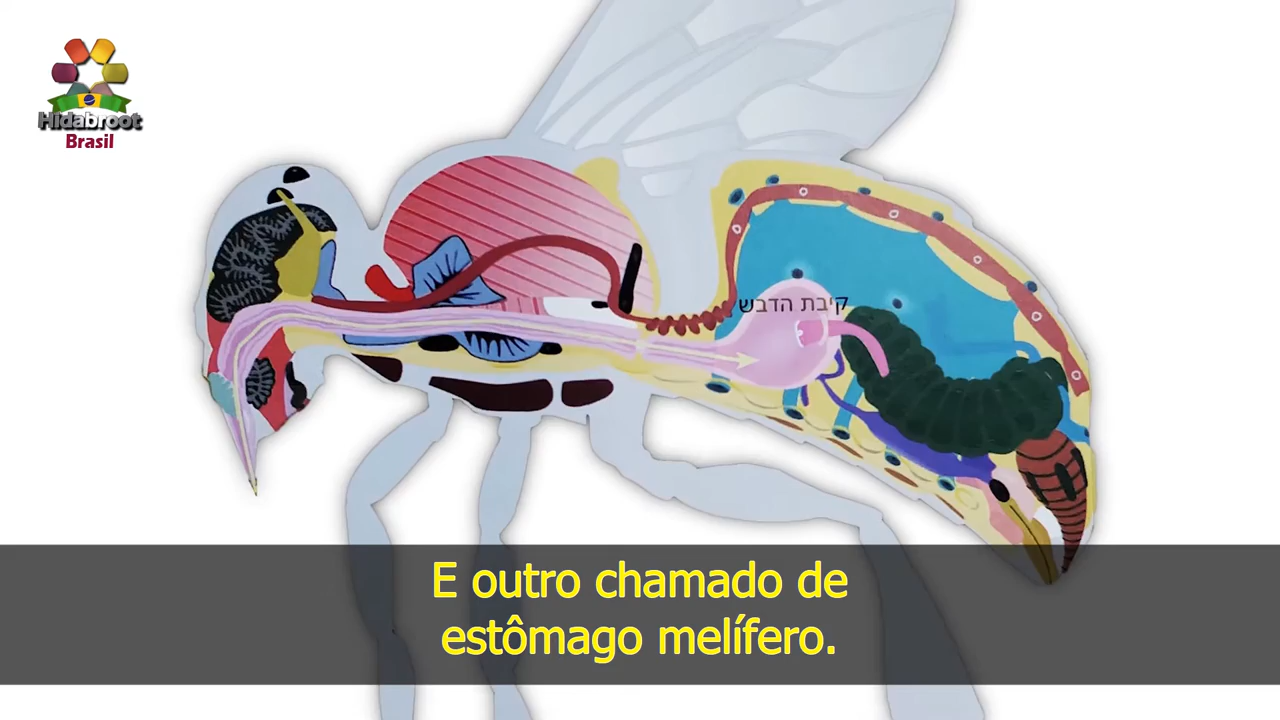 Hidabroot
Brasil
קיבת הדבש
E outro chamado de
estômago melífero.